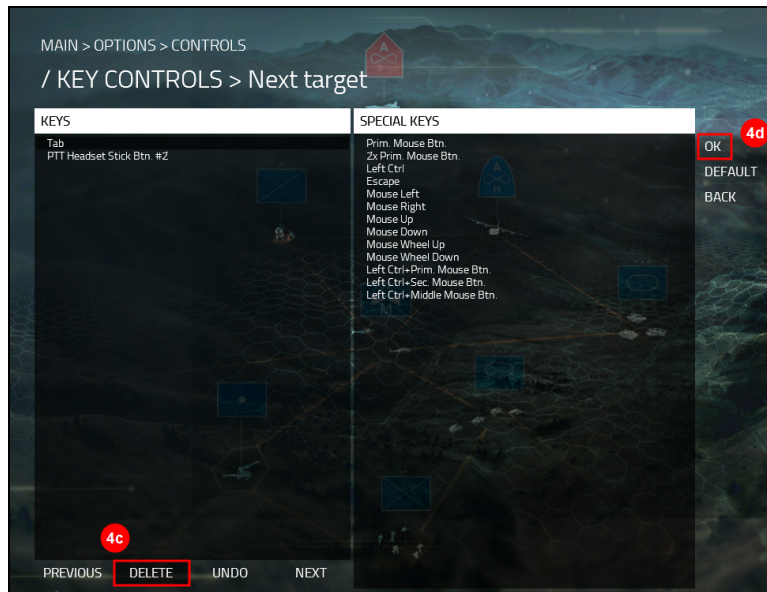 MAIN > OPTIONS > CONTROLS
/ KEY CONTROLS > Next target
KEYS
Tab
PTT Headset Stick Btn. #2
SPECIAL KEYS
Prim. Mouse Btn.
2x Prim. Mouse Btn.
Left Ctrl
Escape
Mouse Left
Mouse Right
Mouse Up
Mouse Down
Mouse Wheel Up
Mouse Wheel Down
Left Ctrl+Prim. Mouse Btn.
Left Ctrl+Sec. Mouse Btn.
Left Ctrl+Middle Mouse Btn.
4d
OK
DEFAULT
BACK
A
A
H
M
4c
PREVIOUS DELETE UNDO NEXT